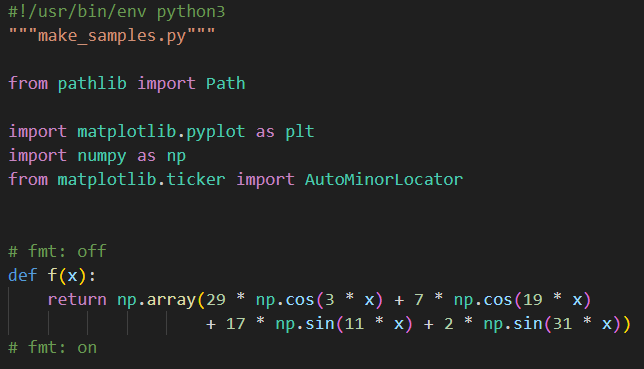 #!/usr/bin/env python3
"""make_samples.py"""

from pathlib import Path

import matplotlib.pyplot as plt
import numpy as np
from matplotlib.ticker import AutoMinorLocator


# fmt: off
def f(x):
    return np.array(29 * np.cos(3 * x) + 7 * np.cos(19 * x)
                    + 17 * np.sin(11 * x) + 2 * np.sin(31 * x))
# fmt: on